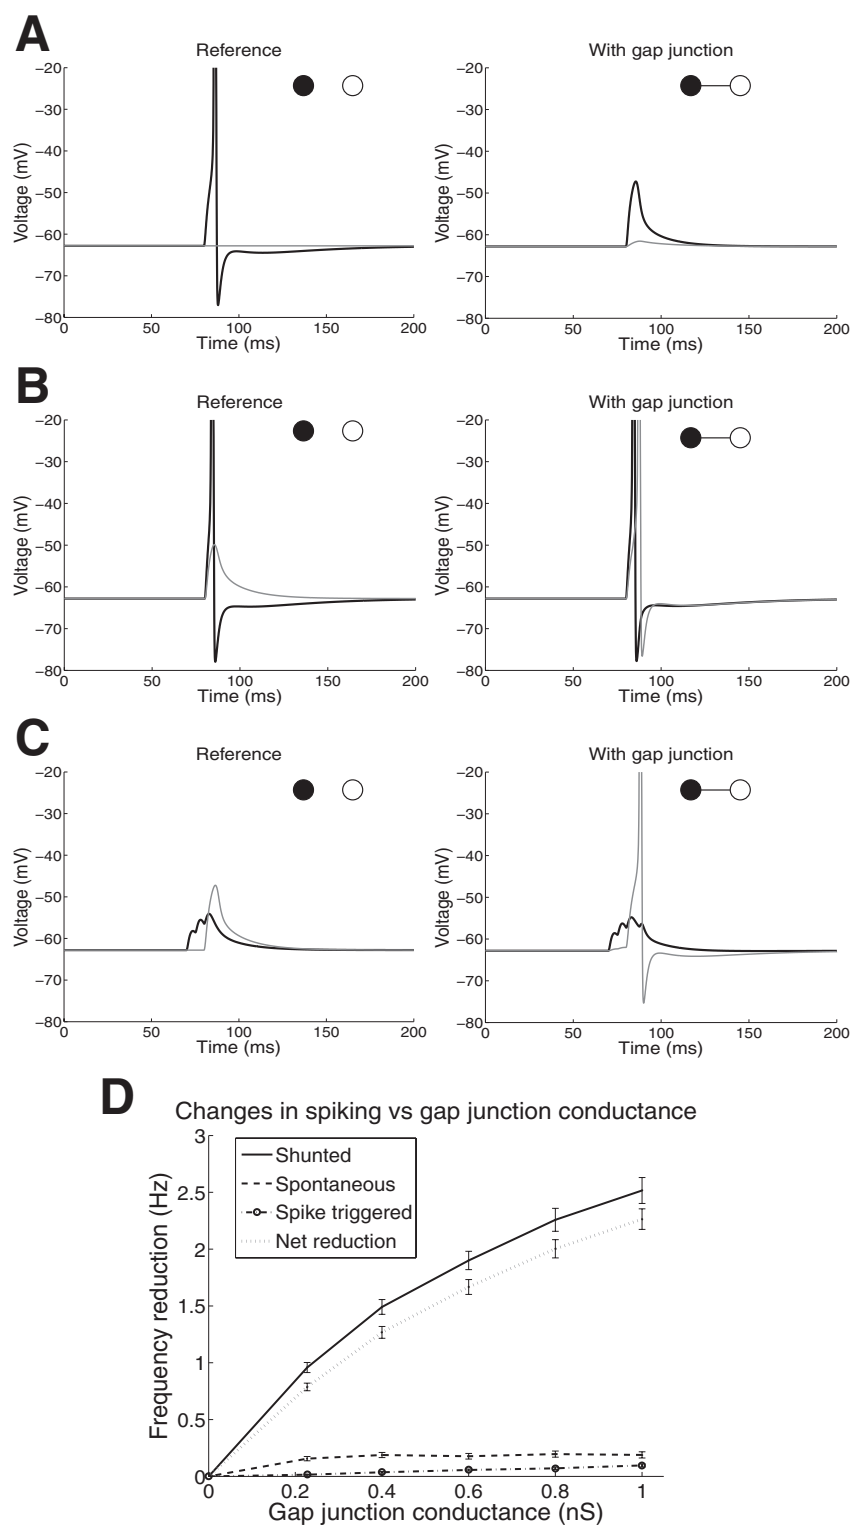 A
Reference
With gap junction
−20
−30
−40
−50
−60
−70
−80
Voltage (mV)
0
50
100
150
200
Time (ms)
−20
−30
−40
−50
−60
−70
−80
Voltage (mV)
0
50
100
150
200
Time (ms)
B
Reference
With gap junction
−20
−30
−40
−50
−60
−70
−80
Voltage (mV)
0
50
100
150
200
Time (ms)
−20
−30
−40
−50
−60
−70
−80
Voltage (mV)
0
50
100
150
200
Time (ms)
C
Reference
With gap junction
−20
−30
−40
−50
−60
−70
−80
Voltage (mV)
0
50
100
150
200
Time (ms)
−20
−30
−40
−50
−60
−70
−80
Voltage (mV)
0
50
100
150
200
Time (ms)
D
Changes in spiking vs gap junction conductance
3
2.5
2
1.5
1
0.5
0
Frequency reduction (Hz)
Shunted
Spontaneous
Spike triggered
Net reduction
0
0.2
0.4
0.6
0.8
1
Gap junction conductance (nS)